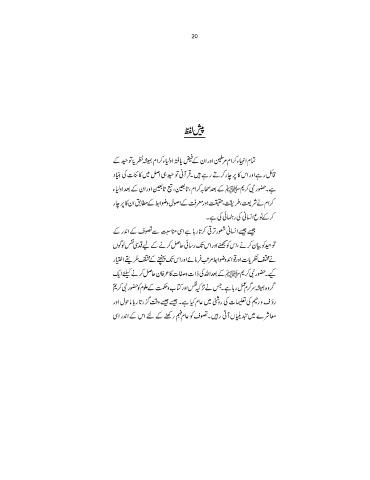 20
پیش لفظ
تمام انبیاء کرام مرسلین اور ان کے فیض یافتہ اولیاء کرام ہمیشہ نظریہ توحید کے
قائل رہے اور اس کا پرچار کرتے رہے ہیں۔ قرآنی توحید ہی اصل میں کائنات کی بنیاد
ہے۔ حضور نبی کریم ﷺ کے بعد صحابہ کرام، تابعین، تبع تابعین اور ان کے بعد اولیاء
کرام نے شریعت، طریقت، حقیقت اور معرفت کے اصول و ضوابط کے مطابق ان کا پرچار
کر کے نوع انسانی کی رہنمائی کی ہے۔
جیسے جیسے انسانی شعور ترقی کرتا رہا ہے اسی مناسبت سے تصوف کے اندر کے
توحید کو بیان کرنے، اس کو سمجھنے اور اس تک رسائی حاصل کرنے کے لیے قدسی نفس لوگوں
نے مختلف نظریات اور قواعد و ضوابط مرتب فرمائے اور اس تک پہنچنے کے مختلف طریقے اختیار
کیے۔ حضور نبی کریم ﷺ کے بعد اللہ کی ذات و صفات کا عرفان حاصل کرنے کیلئے ایک
گروہ ہمیشہ سرگرم عمل رہا ہے۔ جس نے تزکیہ نفس اور کتاب و حکمت کے علوم کو حضور نبی کریم
رؤف و رحیم کی تعلیمات کی روشنی میں عام کیا ہے۔ جیسے جیسے وقت گزرتا رہا ماحول اور
معاشرے میں تبدیلیاں آتی رہیں۔ تصوف کو عام فہم رکھنے کے لئے اس کے اندر اسی